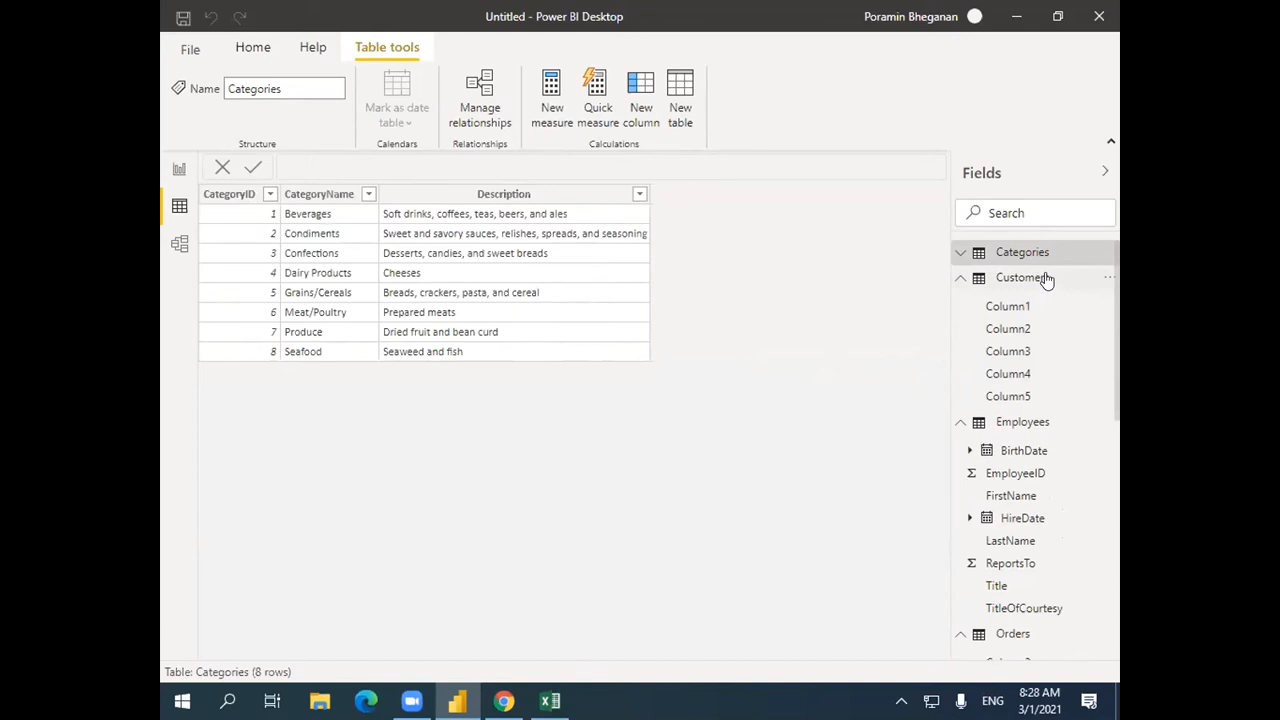 Untitled - Power BI Desktop
Poramin Bheganan
File
Home
Help
Table tools
Name
Categories
Mark as date table
Manage relationships
New measure
Quick measure
New column
New table
Structure
Calendars
Relationships
Calculations
Fields
Search
CategoryID CategoryName Description
1 Beverages Soft drinks, coffees, teas, beers, and ales
2 Condiments Sweet and savory sauces, relishes, spreads, and seasoning
3 Confections Desserts, candies, and sweet breads
4 Dairy Products Cheeses
5 Grains/Cereals Breads, crackers, pasta, and cereal
6 Meat/Poultry Prepared meats
7 Produce Dried fruit and bean curd
8 Seafood Seaweed and fish
Categories
Column1
Column2
Column3
Column4
Column5
Employees
BirthDate
EmployeeID
FirstName
HireDate
LastName
ReportsTo
Title
TitleOfCourtesy
Orders
Table: Categories (8 rows)
ENG
8:28 AM
3/1/2021